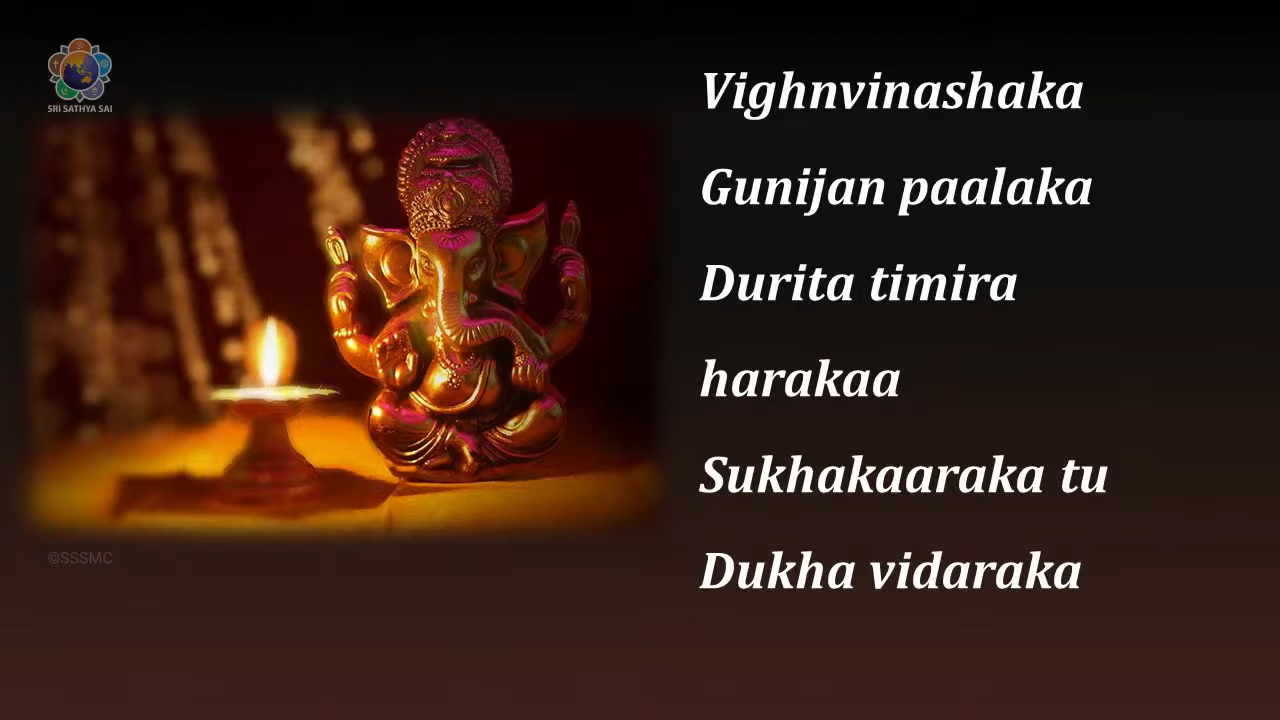 SRI SATHYA SAI
Vighnvinashaka
Gunijan paalaka
Durita timira
harakaa
Sukhakaaraka tu
Dukha vidaraka
©SSSMC